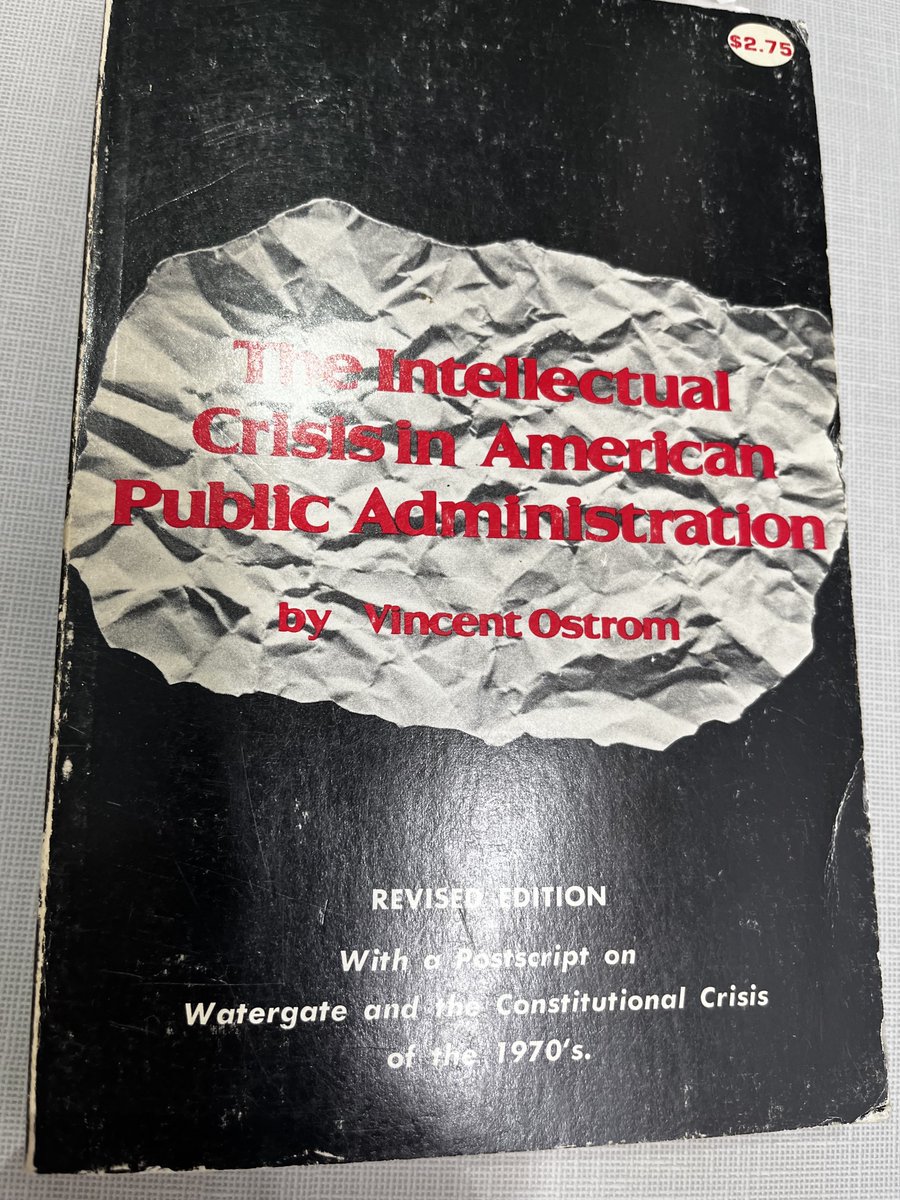 $2.75
The Intellectual
Crisis in American
Public Administration
by Vincent Ostrom
REVISED EDITION
With a Postscript on
Watergate and the Constitutional Crisis
of the 1970's.